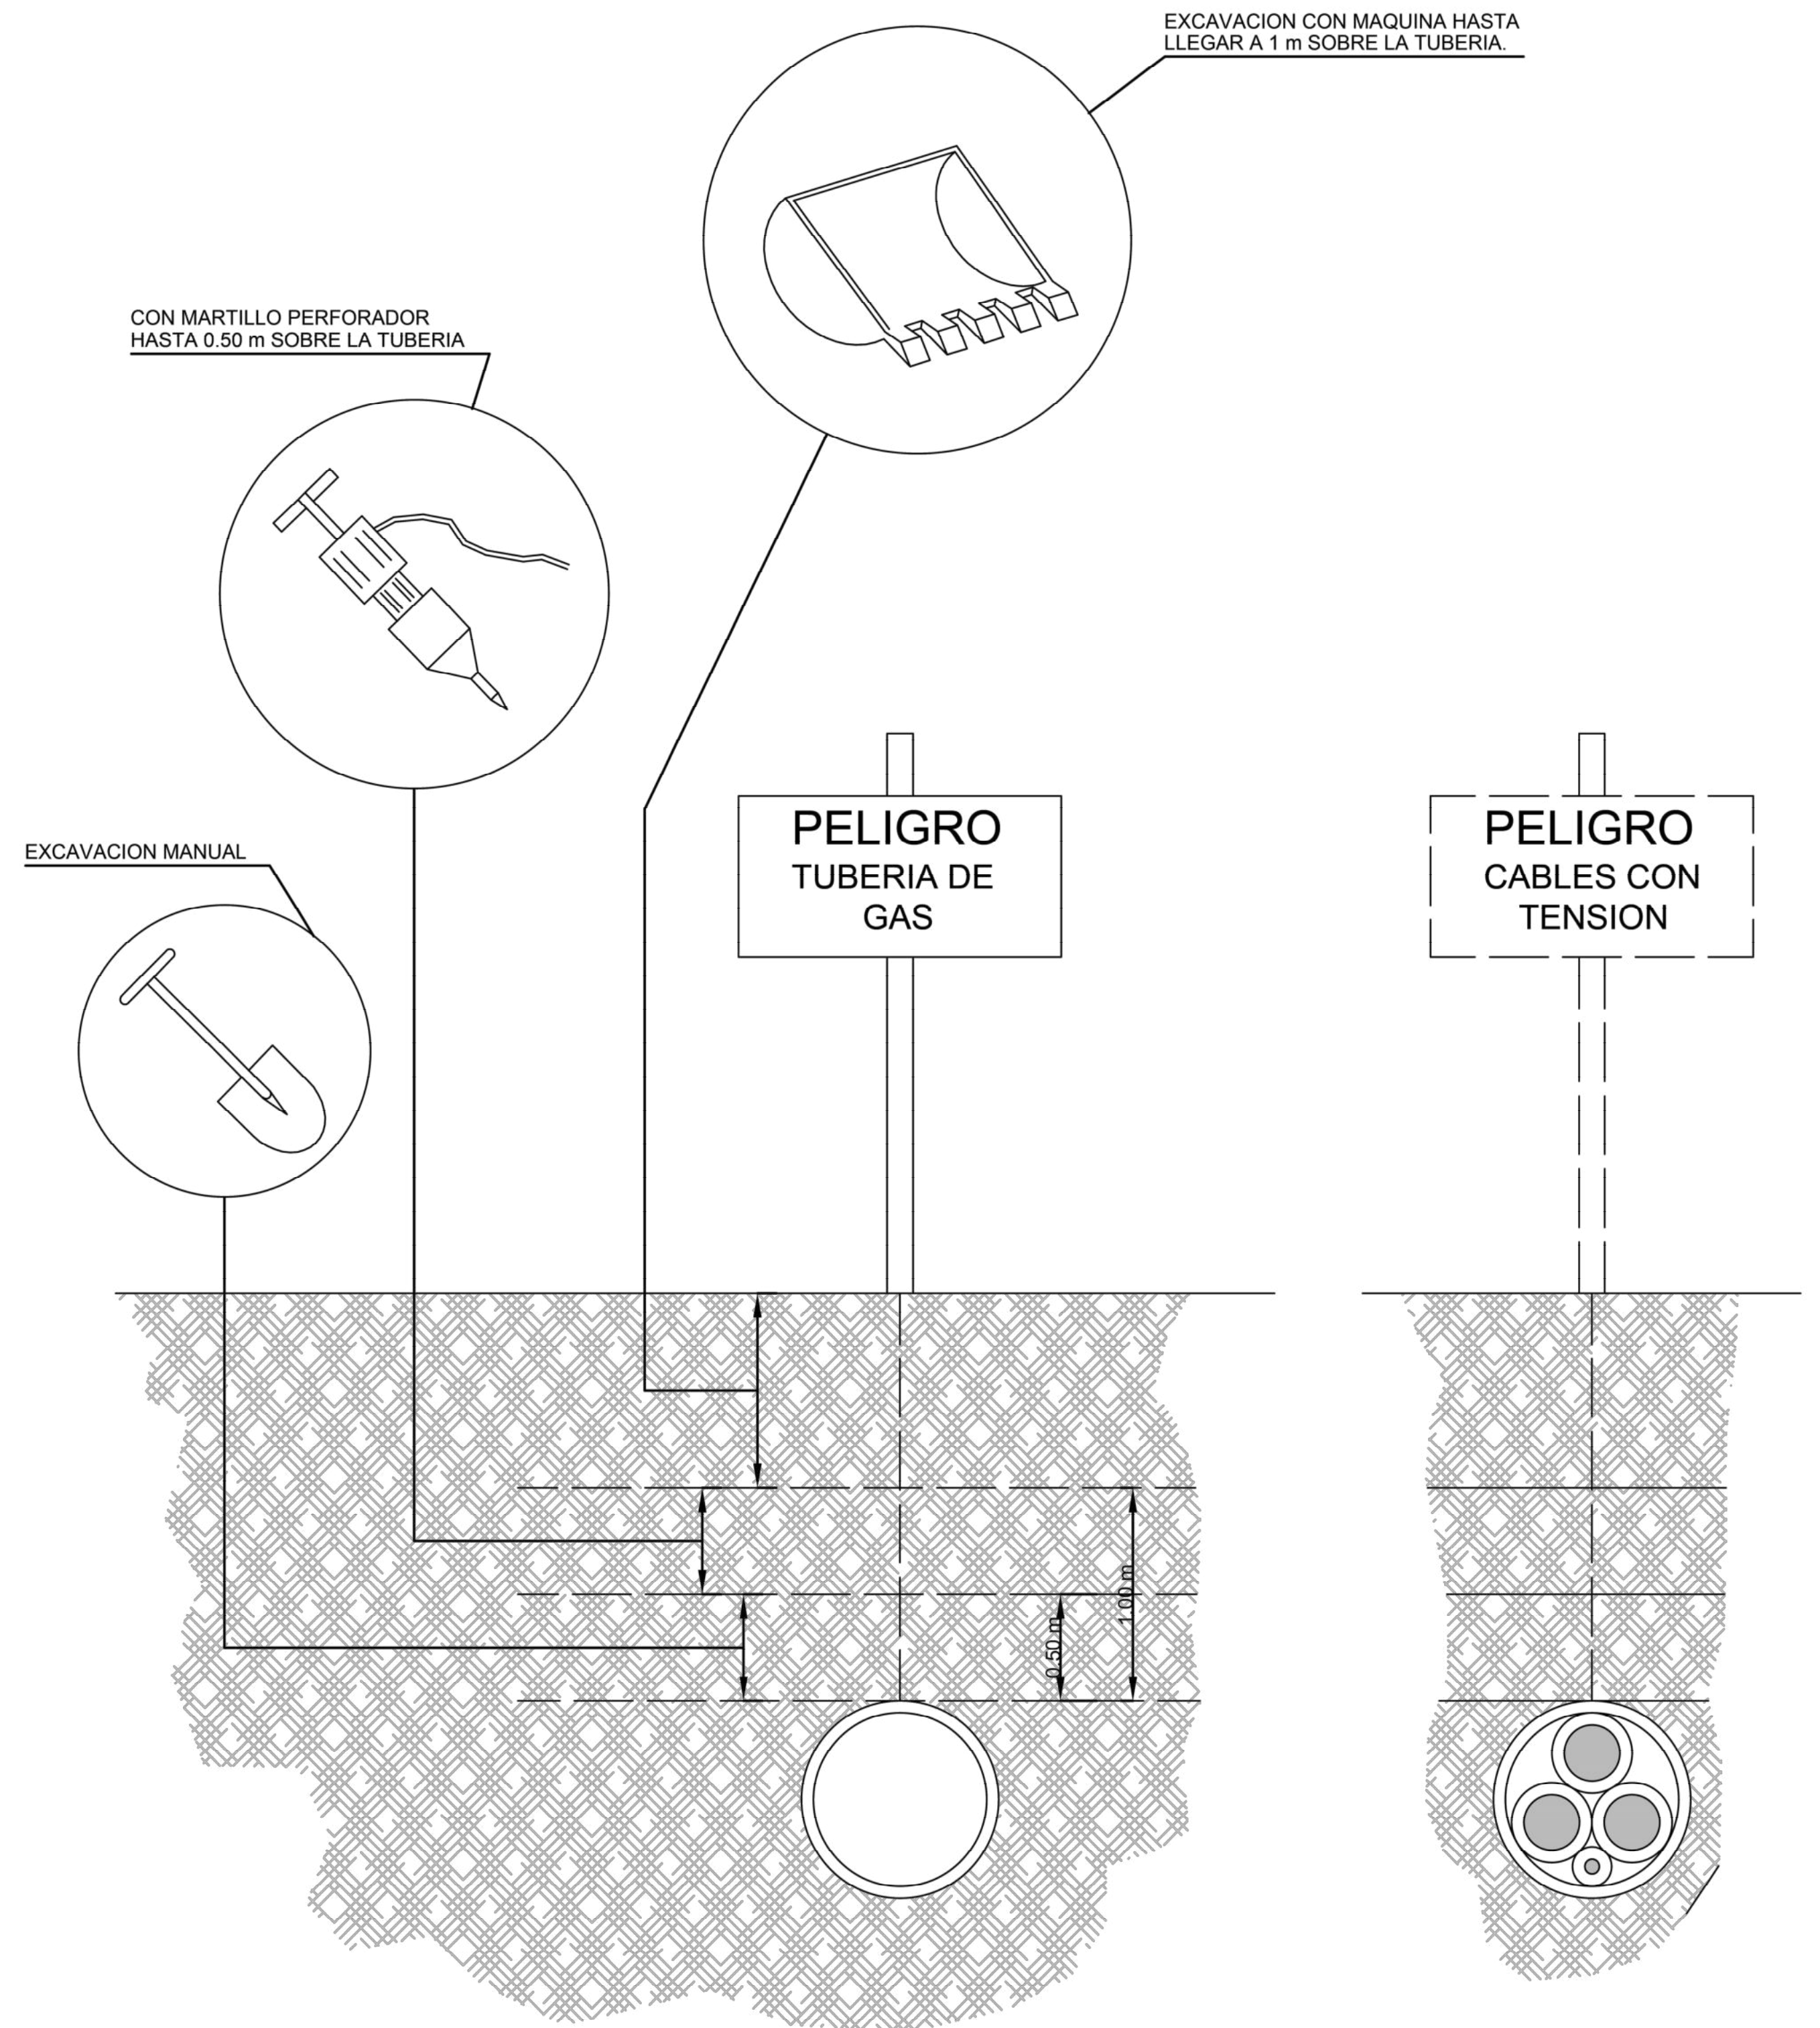 EXCAVACION CON MAQUINA HASTA
LLEGAR A 1 m SOBRE LA TUBERIA.
CON MARTILLO PERFORADOR
HASTA 0.50 m SOBRE LA TUBERIA
EXCAVACION MANUAL
PELIGRO
TUBERIA DE
GAS
PELIGRO
CABLES CON
TENSION
1.00 m
0.50 m